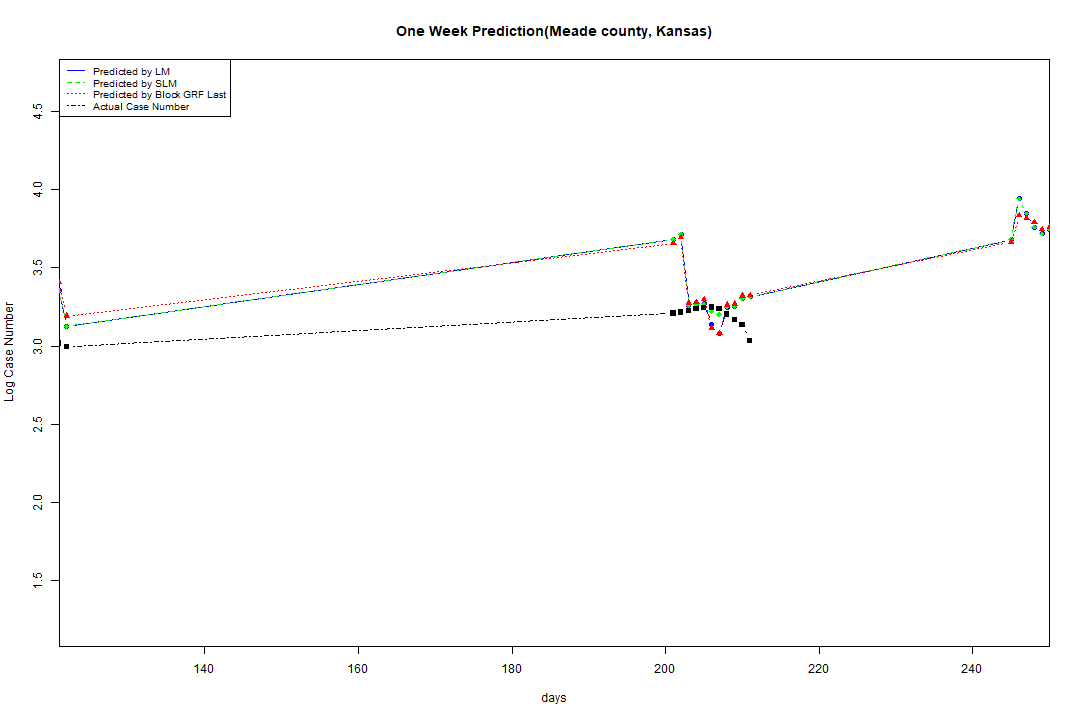 One Week Prediction(Meade county, Kansas)
Predicted by LM
Predicted by SLM
Predicted by Block GRF Last
Actual Case Number
4.5
4.0
3.5
3.0
2.5
2.0
1.5
Log Case Number
140 160 180 200 220 240
days